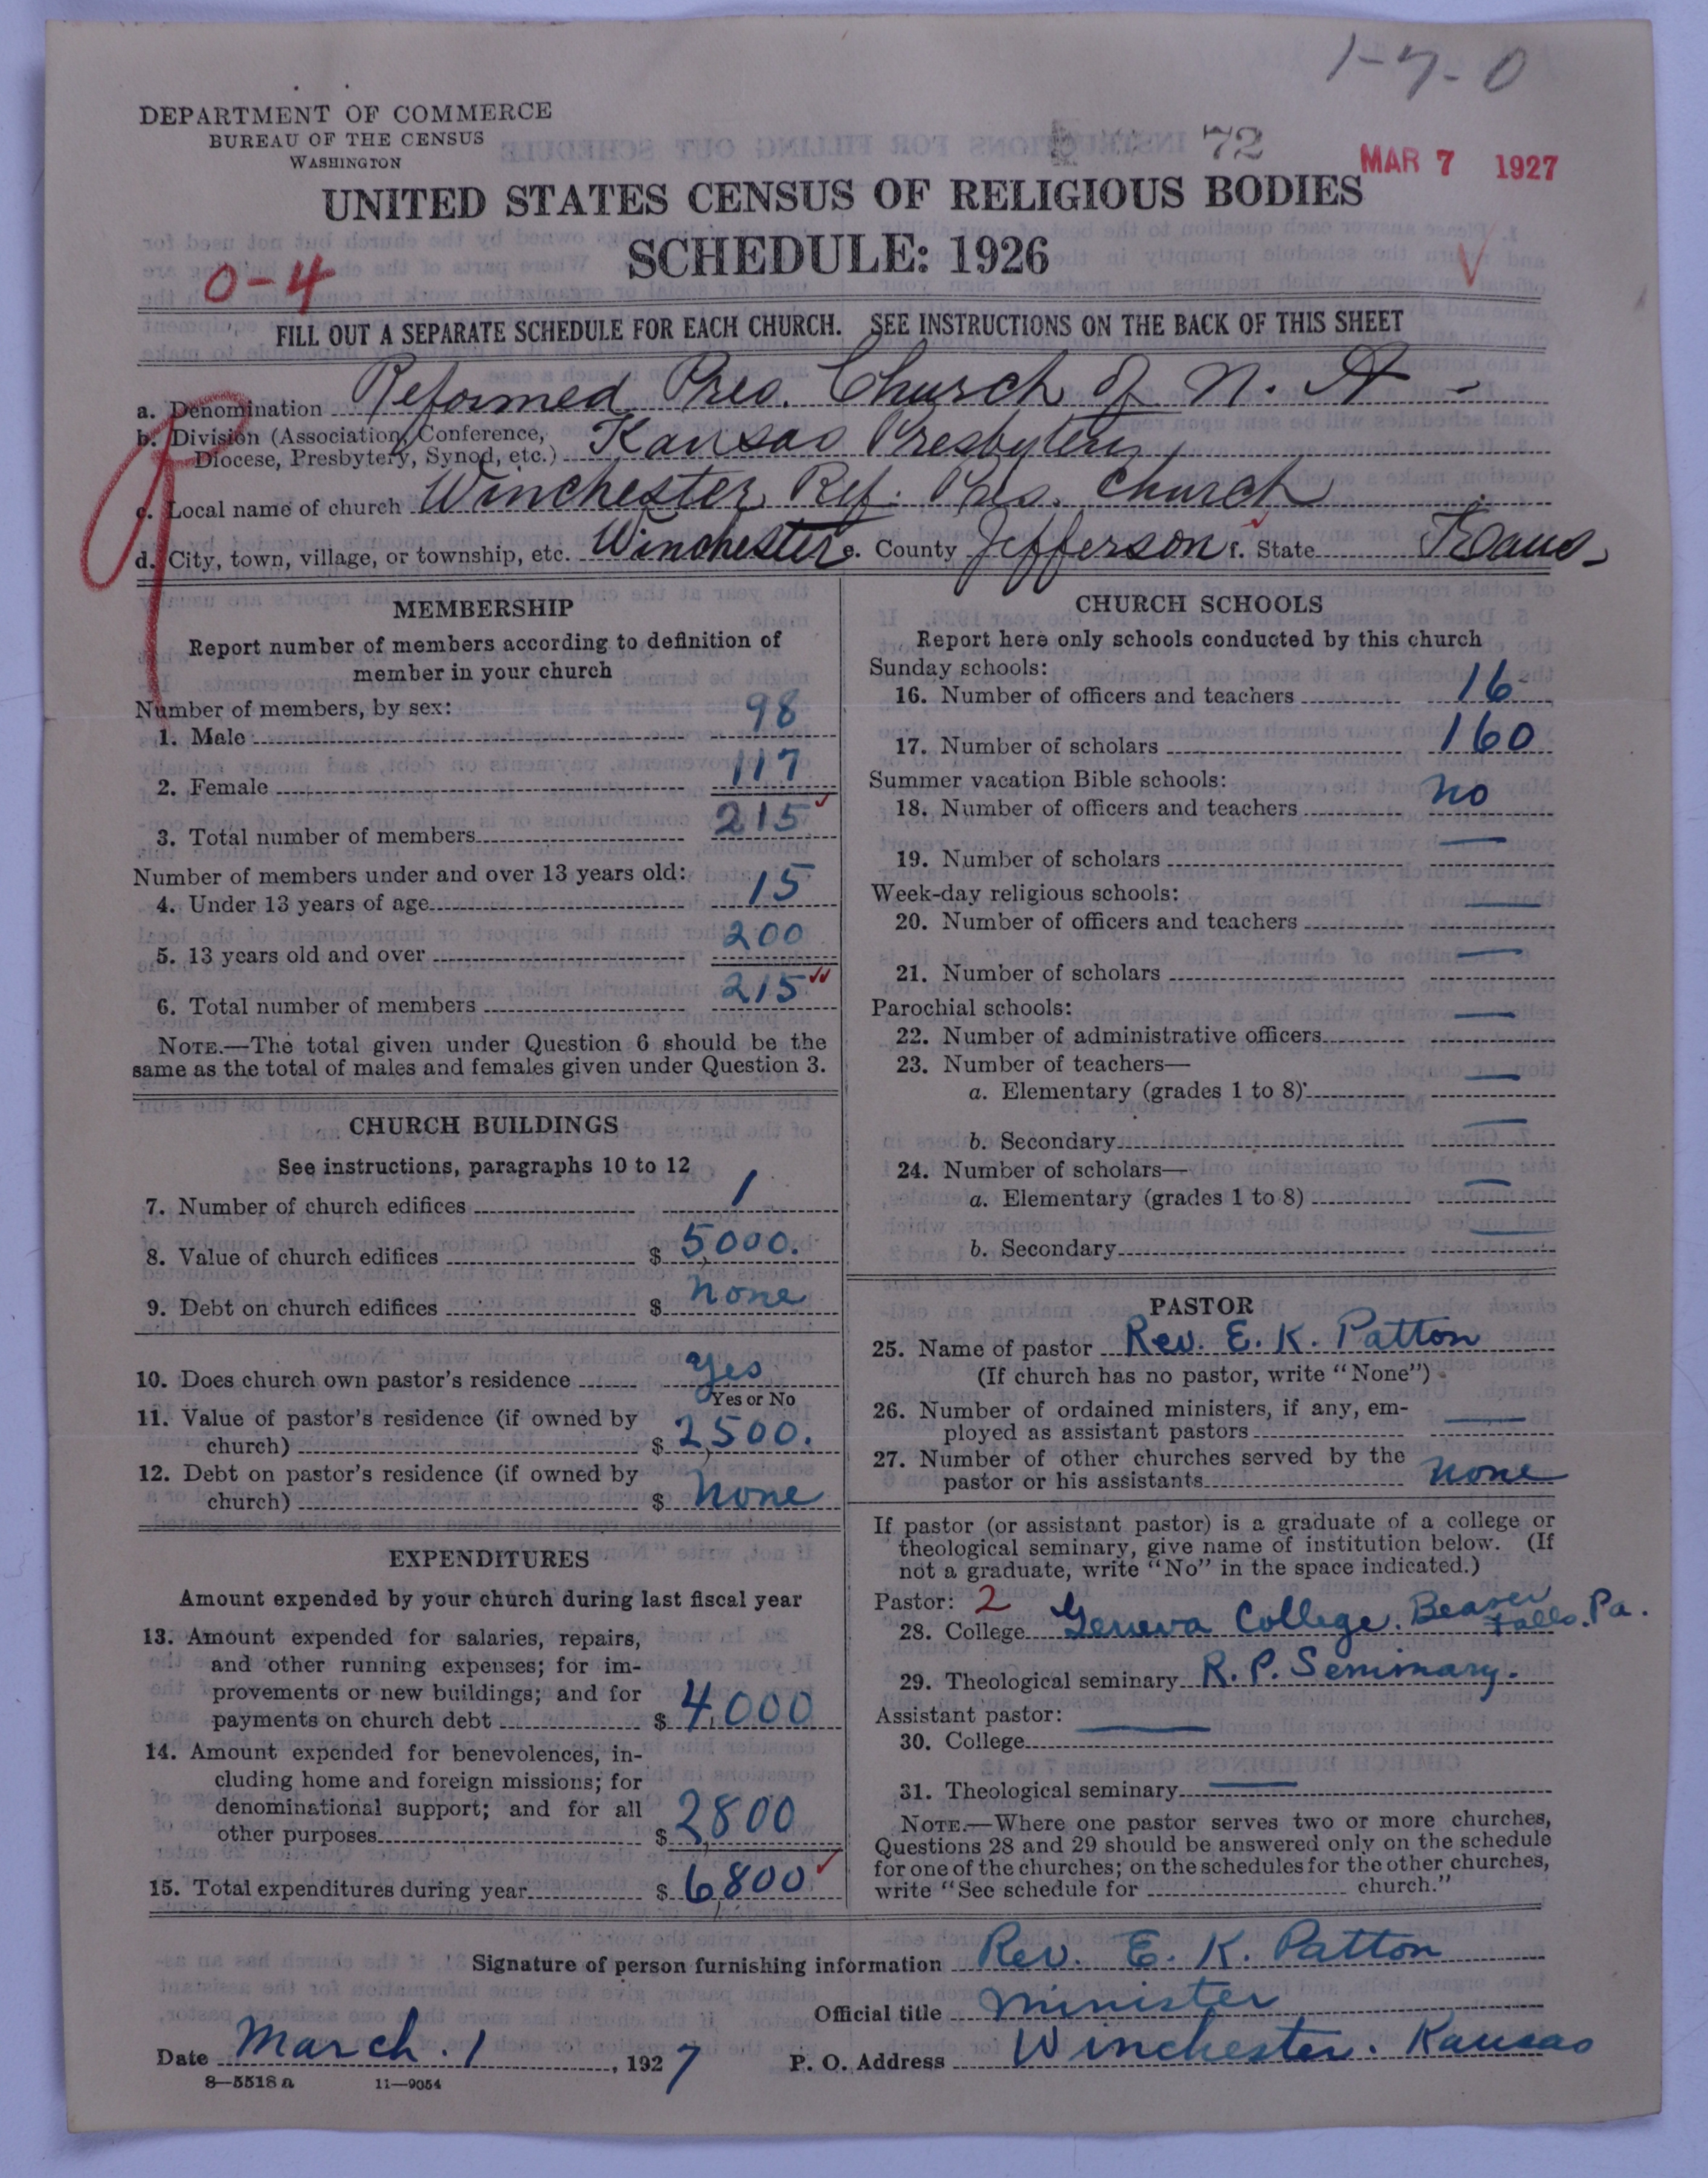 1-7-0
DEPARTMENT OF COMMERCE
BUREAU OF THE CENSUS
WASHINGTON
72
MAR 7 1927
UNITED STATES CENSUS OF RELIGIOUS BODIES
SCHEDULE: 1926
0-4
FILL OUT A SEPARATE SCHEDULE FOR EACH CHURCH. SEE INSTRUCTIONS ON THE BACK OF THIS SHEET
a. Denomination Reformed Pres. Church of N. A -
b. Division (Association, Conference,
Diocese, Presbytery, Synod, etc.) Kansas Presbytery
c. Local name of church Winchester Ref. Pres. Church
d. City, town, village, or township, etc. Winchester e. County Jefferson f. State Kans.
MEMBERSHIP
Report number of members according to definition of
member in your church
Number of members, by sex:
1. Male 98
2. Female 117
3. Total number of members 215
Number of members under and over 13 years old:
4. Under 13 years of age 15
5. 13 years old and over 200
6. Total number of members 215
NOTE.—The total given under Question 6 should be the
same as the total of males and females given under Question 3.
CHURCH BUILDINGS
See instructions, paragraphs 10 to 12
7. Number of church edifices 1
8. Value of church edifices $ 5000.
9. Debt on church edifices $ none
10. Does church own pastor's residence yes
Yes or No
11. Value of pastor's residence (if owned by
church) $ 2,500.
12. Debt on pastor's residence (if owned by
church) $ none
EXPENDITURES
Amount expended by your church during last fiscal year
13. Amount expended for salaries, repairs,
and other running expenses; for im-
provements or new buildings; and for
payments on church debt $ 4,000
14. Amount expended for benevolences, in-
cluding home and foreign missions; for
denominational support; and for all
other purposes $ 2,800
15. Total expenditures during year $ 6,800
CHURCH SCHOOLS
Report here only schools conducted by this church
Sunday schools:
16. Number of officers and teachers 16
17. Number of scholars 160
Summer vacation Bible schools:
18. Number of officers and teachers no
19. Number of scholars —
Week-day religious schools:
20. Number of officers and teachers —
21. Number of scholars —
Parochial schools:
22. Number of administrative officers —
23. Number of teachers—
a. Elementary (grades 1 to 8) —
b. Secondary —
24. Number of scholars—
a. Elementary (grades 1 to 8) —
b. Secondary —
PASTOR
25. Name of pastor Rev. E. K. Patton
(If church has no pastor, write "None")
26. Number of ordained ministers, if any, em-
ployed as assistant pastors —
27. Number of other churches served by the
pastor or his assistants none
If pastor (or assistant pastor) is a graduate of a college or
theological seminary, give name of institution below. (If
not a graduate, write "No" in the space indicated.)
Pastor: 2
28. College Geneva College. Beaver Falls. Pa.
29. Theological seminary R. P. Seminary.
Assistant pastor:
30. College —
31. Theological seminary —
NOTE.—Where one pastor serves two or more churches,
Questions 28 and 29 should be answered only on the schedule
for one of the churches; on the schedules for the other churches,
write "See schedule for church."
Signature of person furnishing information Rev. E. K. Patton
Official title minister
Date March. 1, 1927 P. O. Address Winchester. Kansas
8—5518 a 11—9054